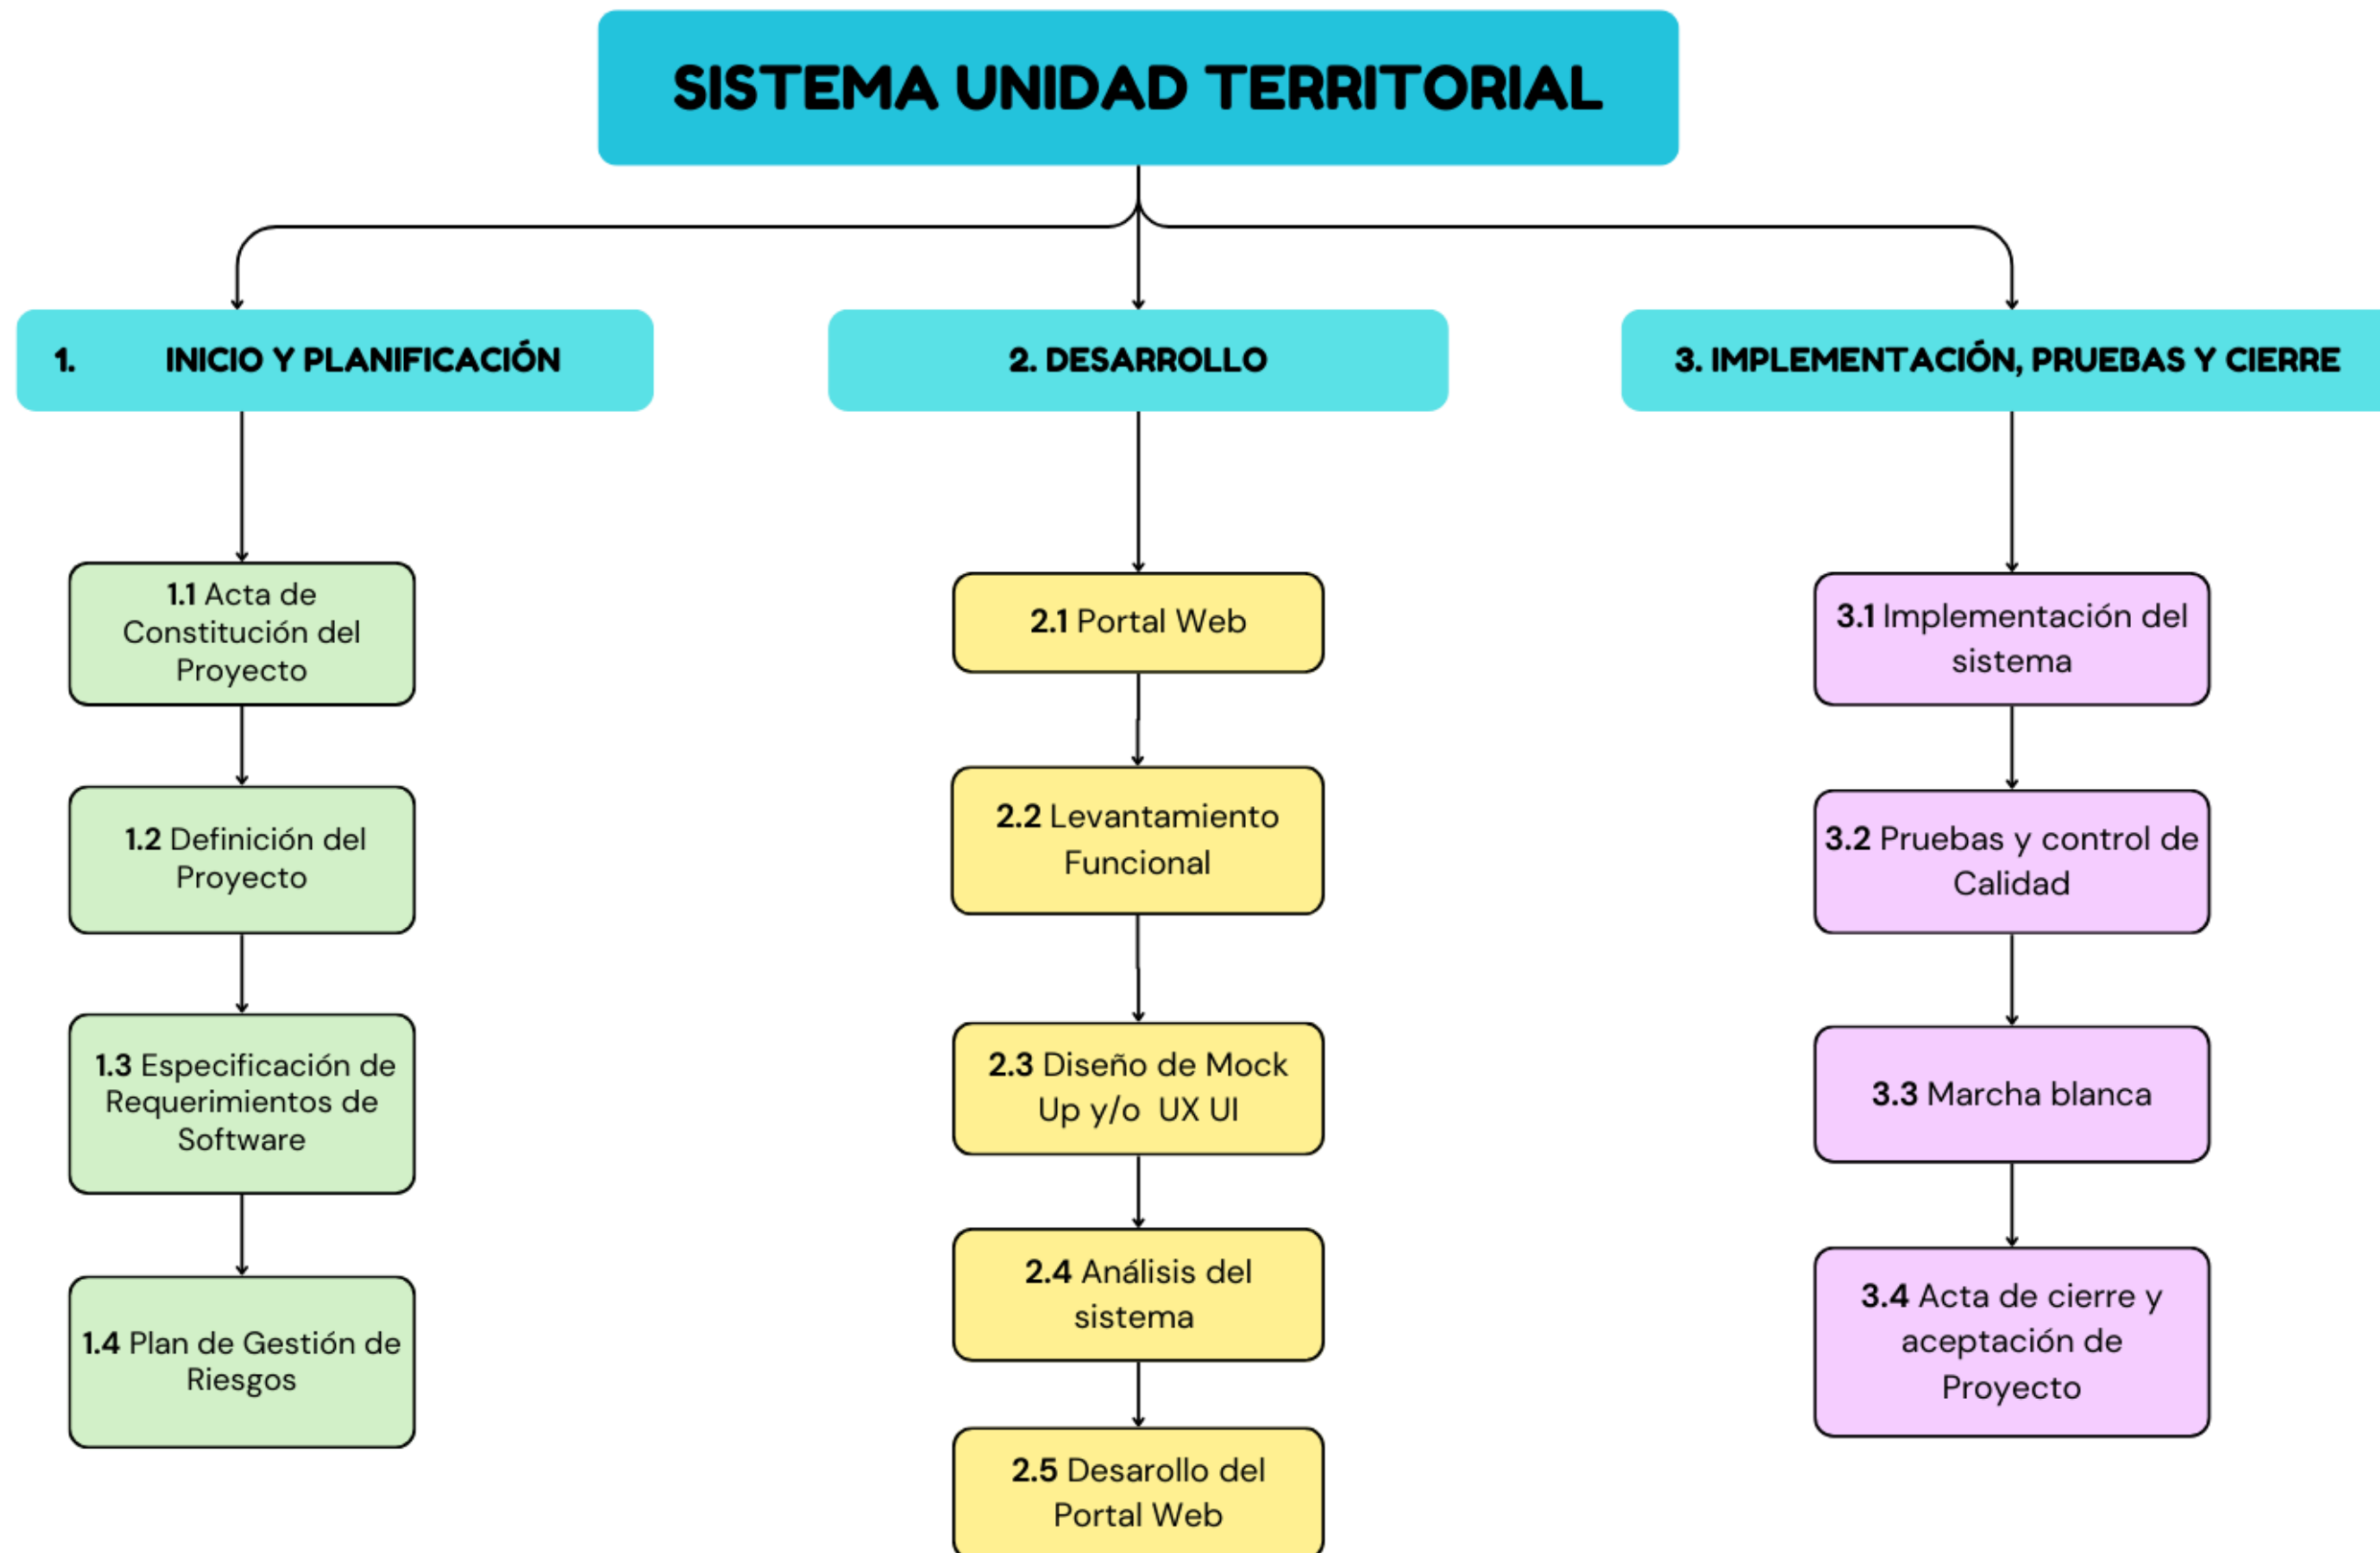 SISTEMA UNIDAD TERRITORIAL
1. INICIO Y PLANIFICACIÓN
2. DESARROLLO
3. IMPLEMENTACIÓN, PRUEBAS Y CIERRE
1.1 Acta de
Constitución del
Proyecto
1.2 Definición del
Proyecto
1.3 Especificación de
Requerimientos de
Software
1.4 Plan de Gestión de
Riesgos
2.1 Portal Web
2.2 Levantamiento
Funcional
2.3 Diseño de Mock
Up y/o UX UI
2.4 Análisis del
sistema
2.5 Desarollo del
Portal Web
3.1 Implementación del
sistema
3.2 Pruebas y control de
Calidad
3.3 Marcha blanca
3.4 Acta de cierre y
aceptación de
Proyecto